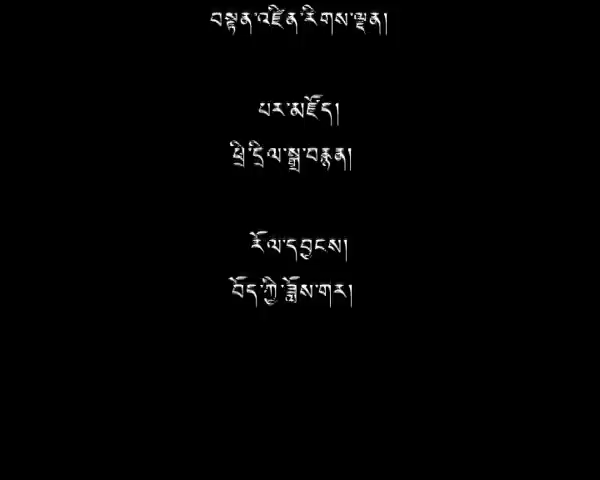 བསྟན་འཛིན་རིགས་ལྡན།
པར་མཛོད།
ཕྲི་དྲིལ་སྒྲ་བརྙན།
རོལ་དབྱངས།
བོད་ཀྱི་ཟློས་གར།